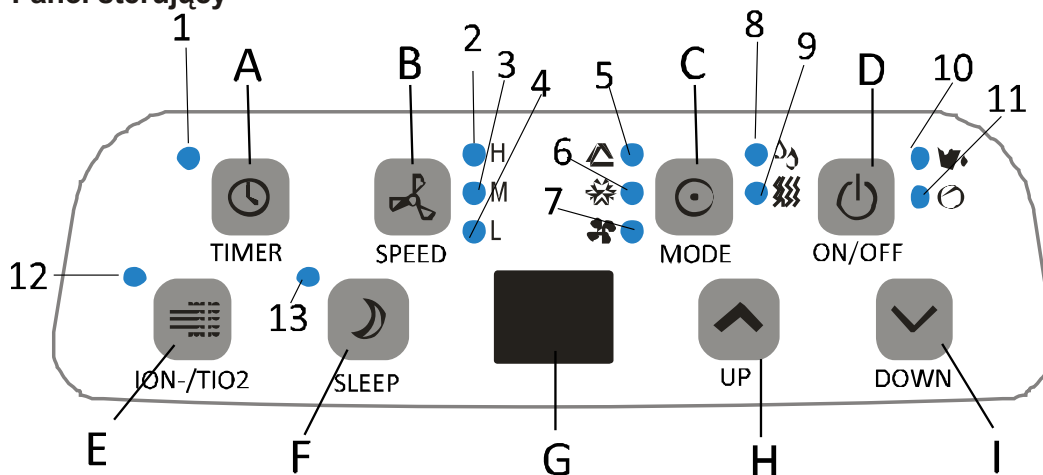 Panel sterujący
1 A B 2 3 4 5 6 7 C 8 9 D 10 11
H
M
L
TIMER SPEED MODE ON/OFF
12 13
ION-/TIO2 SLEEP UP DOWN
E F G H I